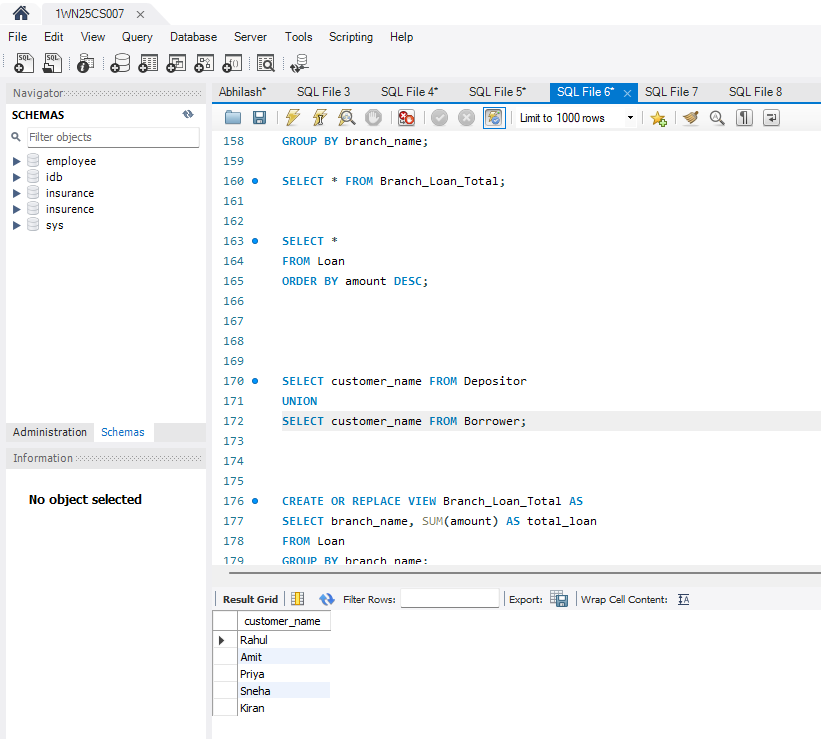 1WN25CS007 ×
File Edit View Query Database Server Tools Scripting Help
Navigator
SCHEMAS
Filter objects
employee
idb
insurance
insurence
sys
Administration Schemas
Information
No object selected
Abhilash* SQL File 3 SQL File 4* SQL File 5* SQL File 6* × SQL File 7 SQL File 8
Limit to 1000 rows
158 GROUP BY branch_name;
159
160 SELECT * FROM Branch_Loan_Total;
161
162
163 SELECT *
164 FROM Loan
165 ORDER BY amount DESC;
166
167
168
169
170 SELECT customer_name FROM Depositor
171 UNION
172 SELECT customer_name FROM Borrower;
173
174
175
176 CREATE OR REPLACE VIEW Branch_Loan_Total AS
177 SELECT branch_name, SUM(amount) AS total_loan
178 FROM Loan
179 GROUP BY branch_name;
Result Grid Filter Rows: Export: Wrap Cell Content:
customer_name
Rahul
Amit
Priya
Sneha
Kiran